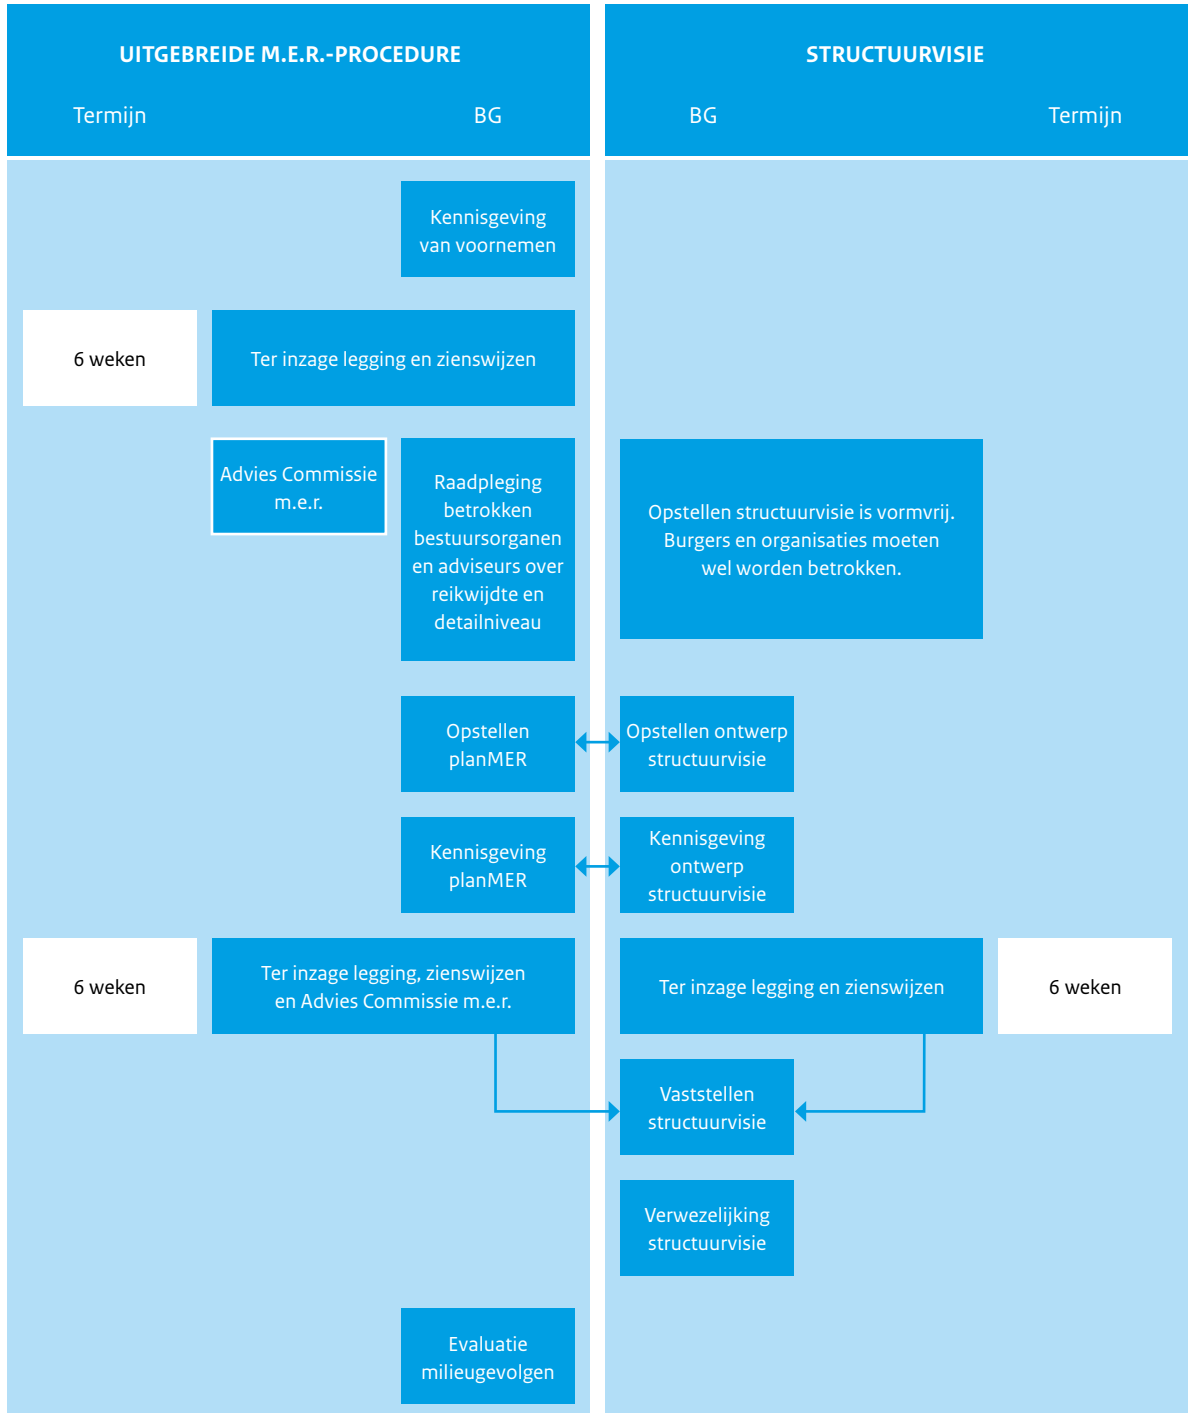 UITGEBREIDE M.E.R.-PROCEDURE
STRUCTUURVISIE
Termijn
BG
BG
Termijn
Kennisgeving
van voornemen
6 weken
Ter inzage legging en zienswijzen
Advies Commissie
m.e.r.
Raadpleging
betrokken
bestuursorganen
en adviseurs over
reikwijdte en
detailniveau
Opstellen structuurvisie is vormvrij.
Burgers en organisaties moeten
wel worden betrokken.
Opstellen
planMER
Opstellen ontwerp
structuurvisie
Kennisgeving
planMER
Kennisgeving
ontwerp
structuurvisie
6 weken
Ter inzage legging, zienswijzen
en Advies Commissie m.e.r.
Ter inzage legging en zienswijzen
6 weken
Vaststellen
structuurvisie
Verwezelijking
structuurvisie
Evaluatie
milieugevolgen